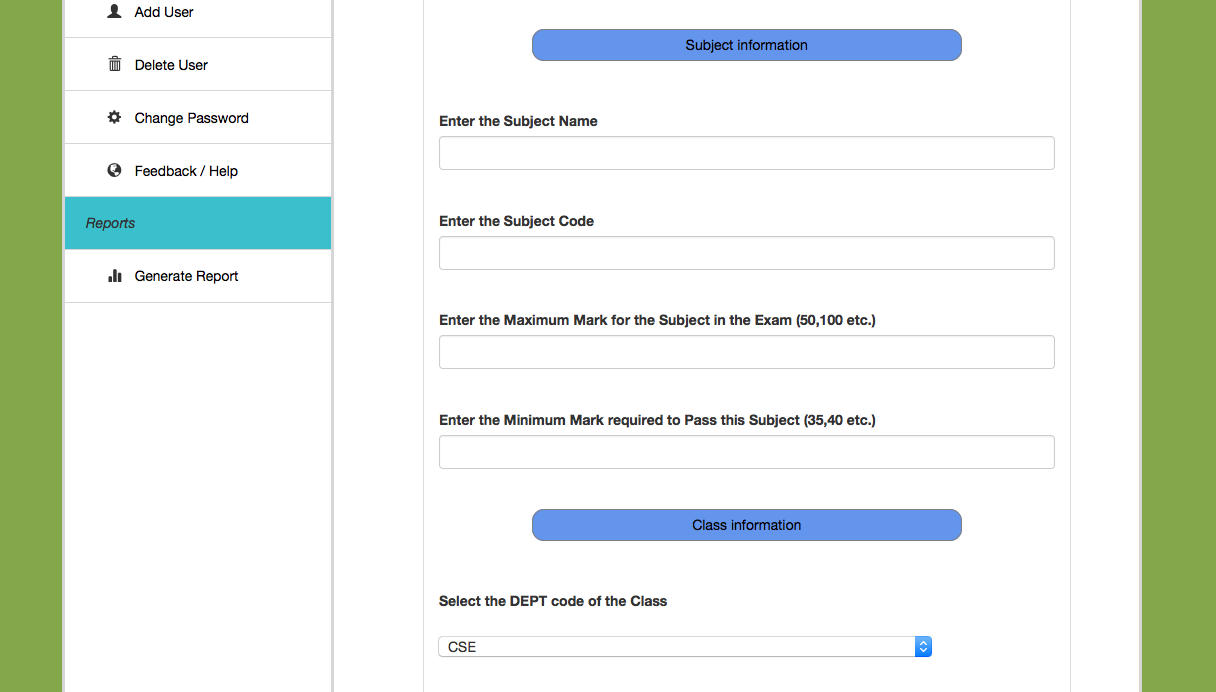 Add User
Delete User
Change Password
Feedback / Help
Reports
Generate Report
Subject information
Enter the Subject Name
Enter the Subject Code
Enter the Maximum Mark for the Subject in the Exam (50,100 etc.)
Enter the Minimum Mark required to Pass this Subject (35,40 etc.)
Class information
Select the DEPT code of the Class
CSE